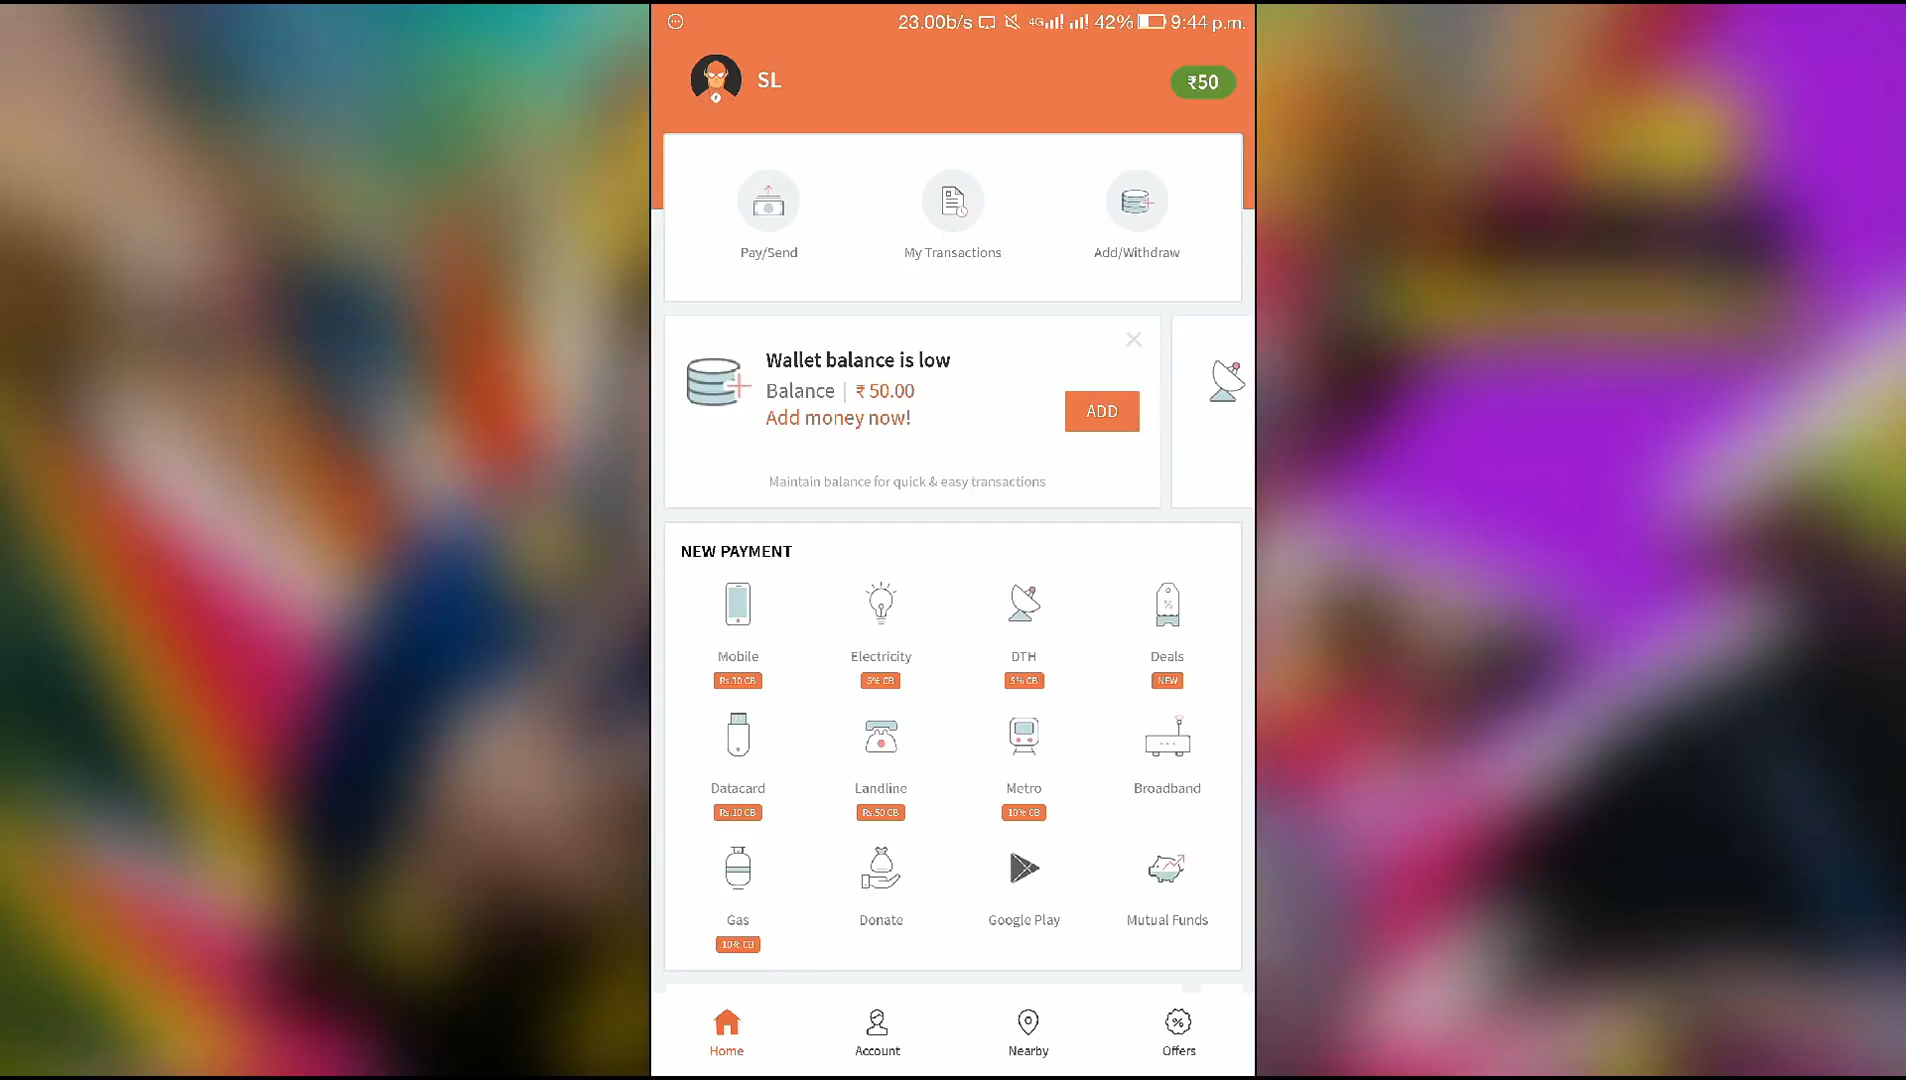 23.00b/s 4G 42% 9:44 p.m.
SL
₹50
Pay/Send
My Transactions
Add/Withdraw
Wallet balance is low
Balance | ₹ 50.00
Add money now!
ADD
Maintain balance for quick & easy transactions
NEW PAYMENT
Mobile Electricity DTH Deals
Rs.10 CB 5% CB 5% CB NEW
Datacard Landline Metro Broadband
Rs.10 CB Rs.50 CB 10% CB
Gas Donate Google Play Mutual Funds
10% CB
Home Account Nearby Offers